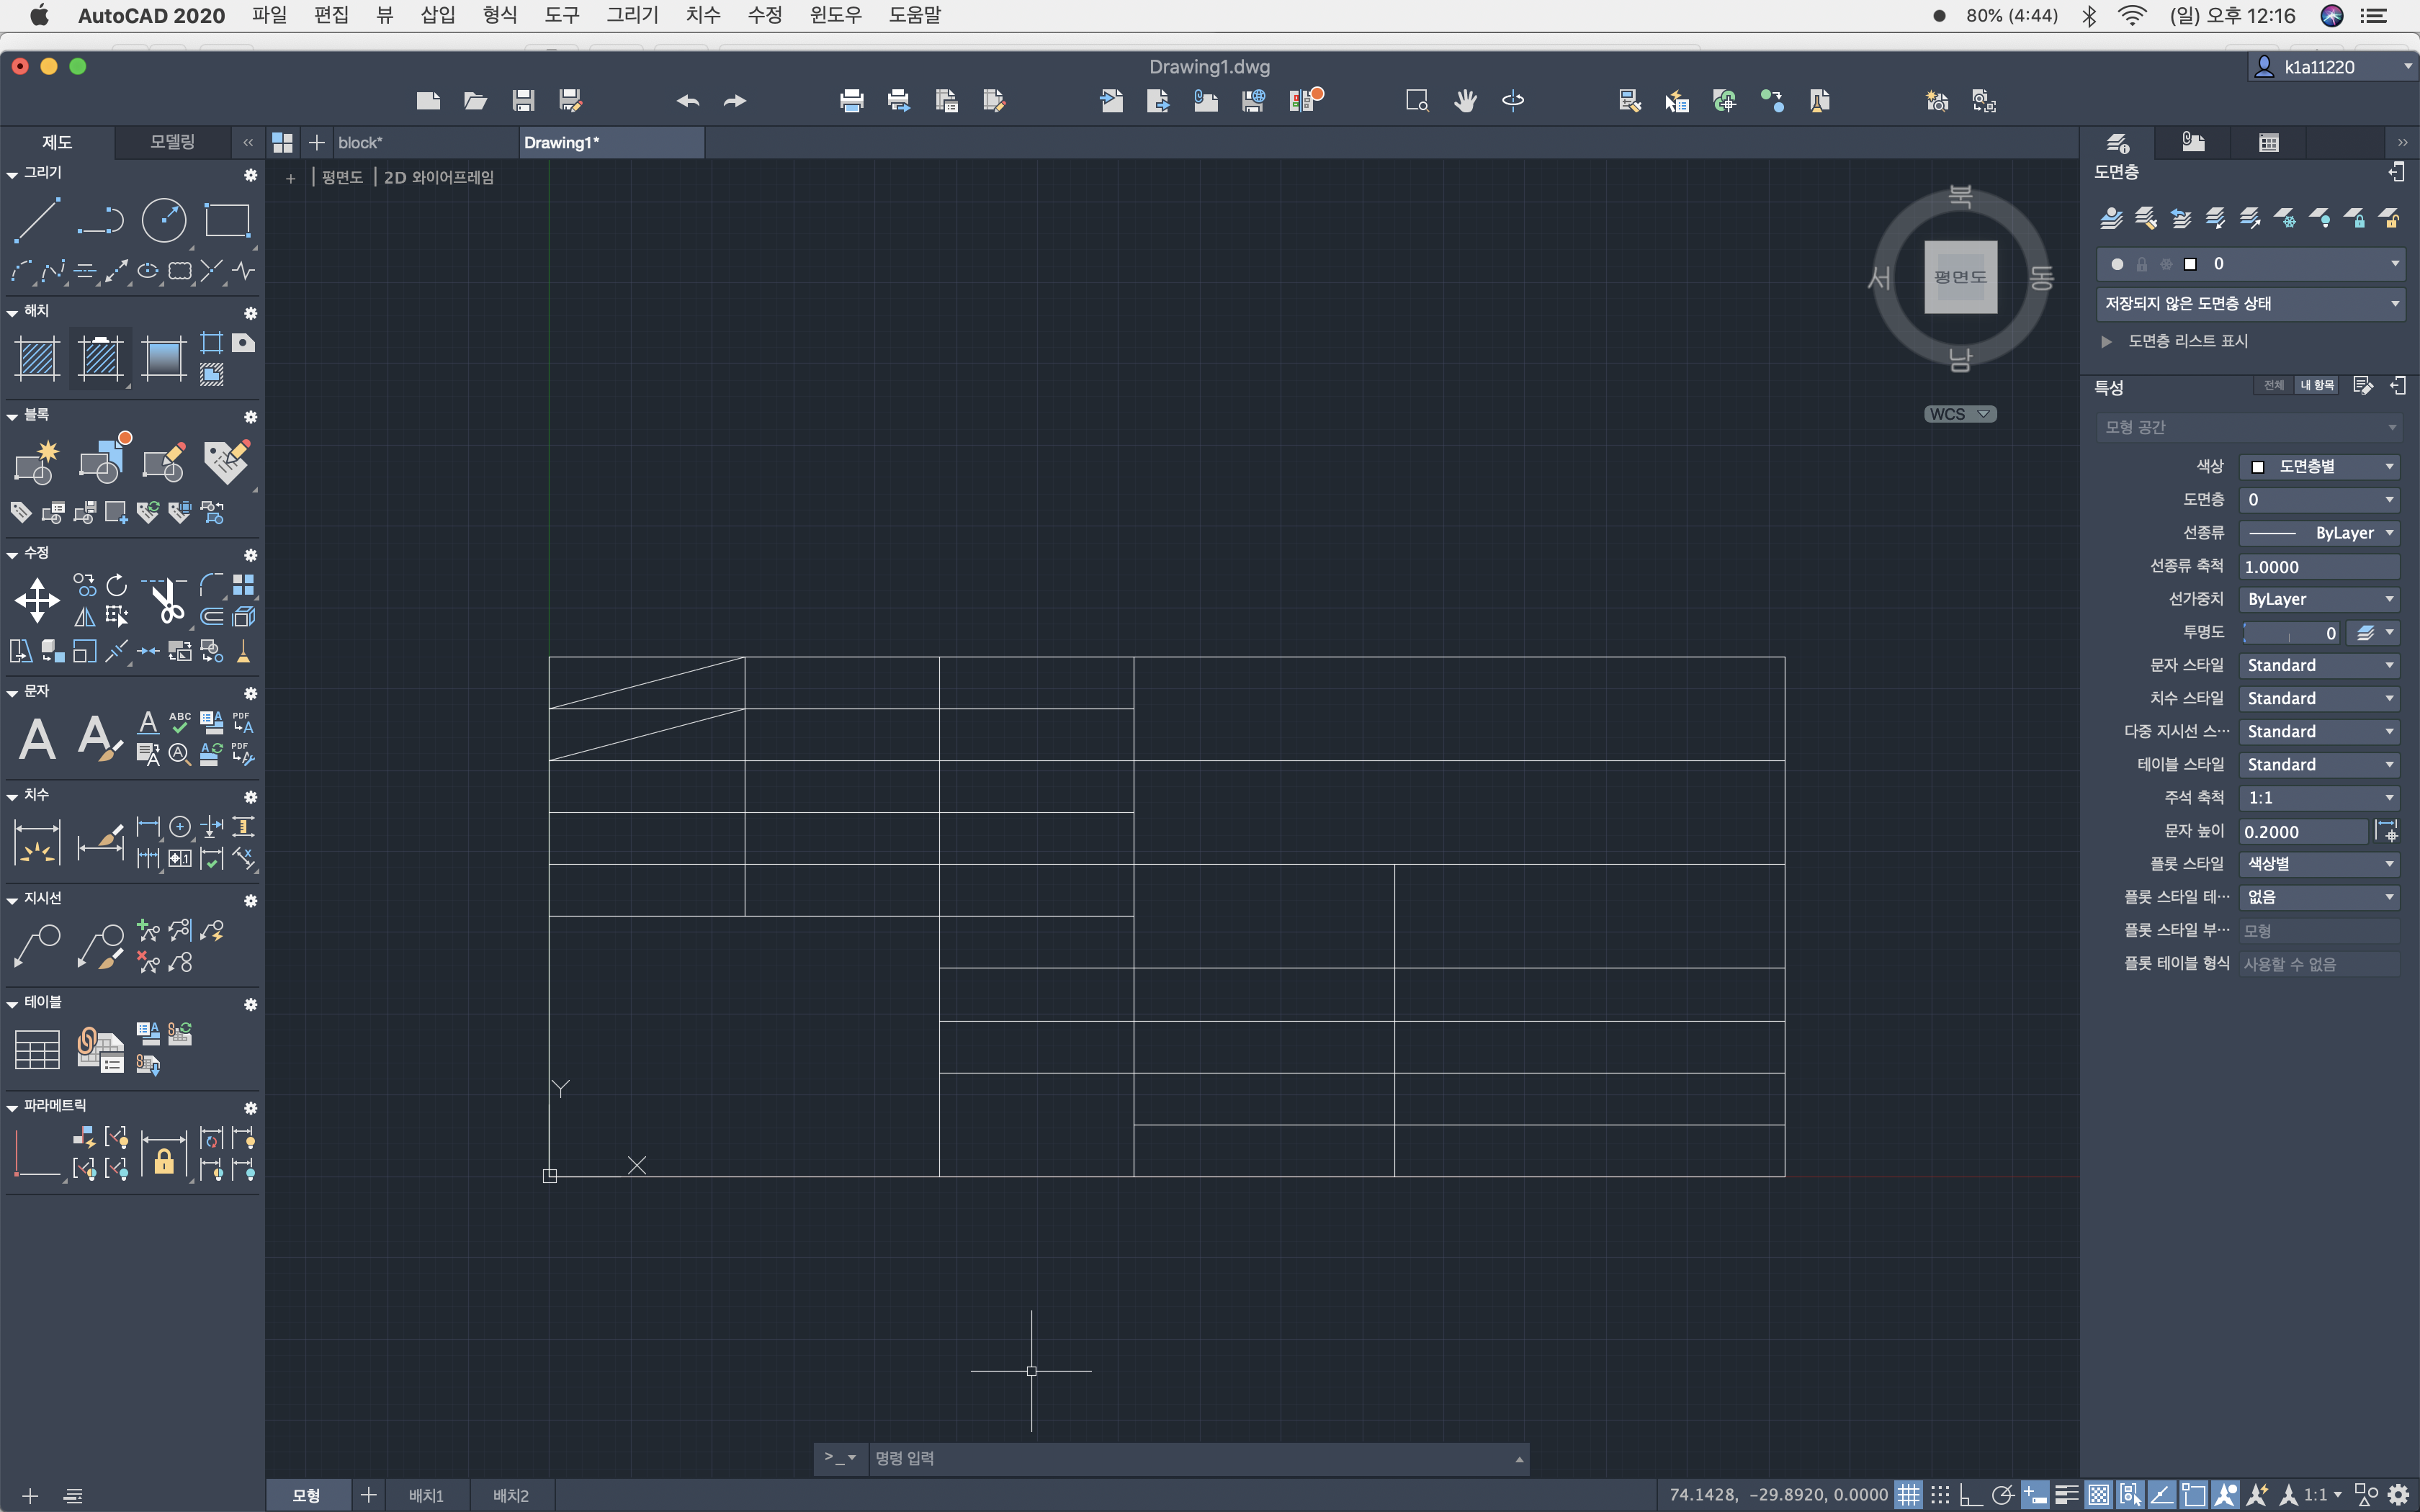 AutoCAD 2020 파일 편집 뷰 삽입 형식 도구 그리기 치수 수정 윈도우 도움말 80% (4:44) (일) 오후 12:16
Drawing1.dwg
k1a11220
제도 모델링
block* Drawing1*
+ 평면도 2D 와이어프레임
그리기
해치
블록
수정
문자
A A A ABC A PDF A
A A A PDF
치수
지시선
테이블
파라메트릭
북
서 평면도 동
남
WCS
Y
X
도면층
0
저장되지 않은 도면층 상태
도면층 리스트 표시
특성 전체 내 항목
모형 공간
색상 도면층별
도면층 0
선종류 ByLayer
선종류 축척 1.0000
선가중치 ByLayer
투명도 0
문자 스타일 Standard
치수 스타일 Standard
다중 지시선 스··· Standard
테이블 스타일 Standard
주석 축척 1:1
문자 높이 0.2000
플롯 스타일 색상별
플롯 스타일 테··· 없음
플롯 스타일 부··· 모형
플롯 테이블 형식 사용할 수 없음
>_ 명령 입력
모형 배치1 배치2
74.1428, -29.8920, 0.0000 1:1